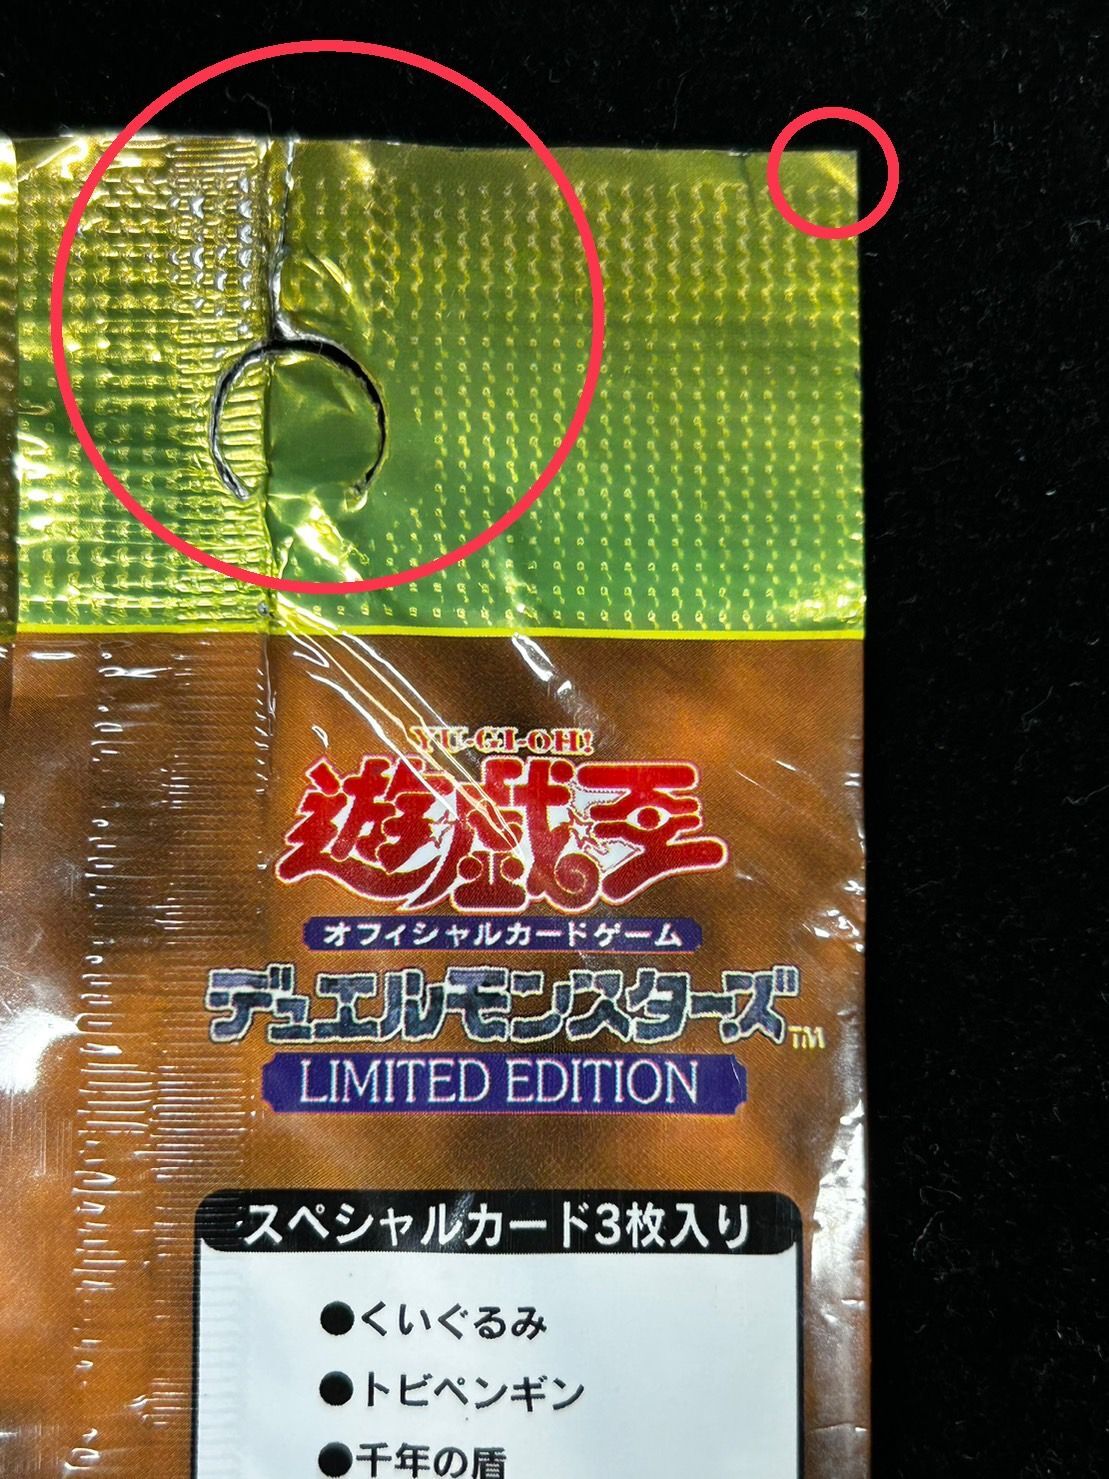 YU-GI-OH!
遊戯王
オフィシャルカードゲーム
デュエルモンスターズ TM
LIMITED EDITION
スペシャルカード3枚入り
●くいぐるみ
●トビペンギン
●千年の盾